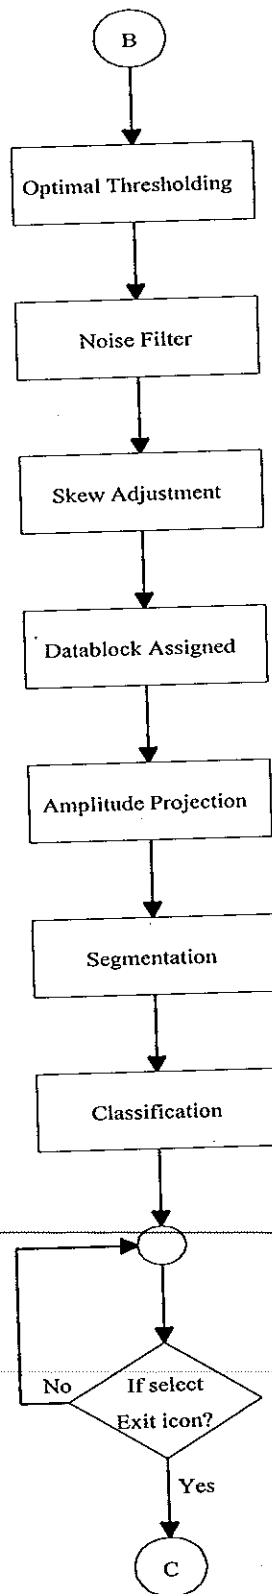 B
Optimal Thresholding
Noise Filter
Skew Adjustment
Datablock Assigned
Amplitude Projection
Segmentation
Classification
If select
No
Exit icon?
Yes
C